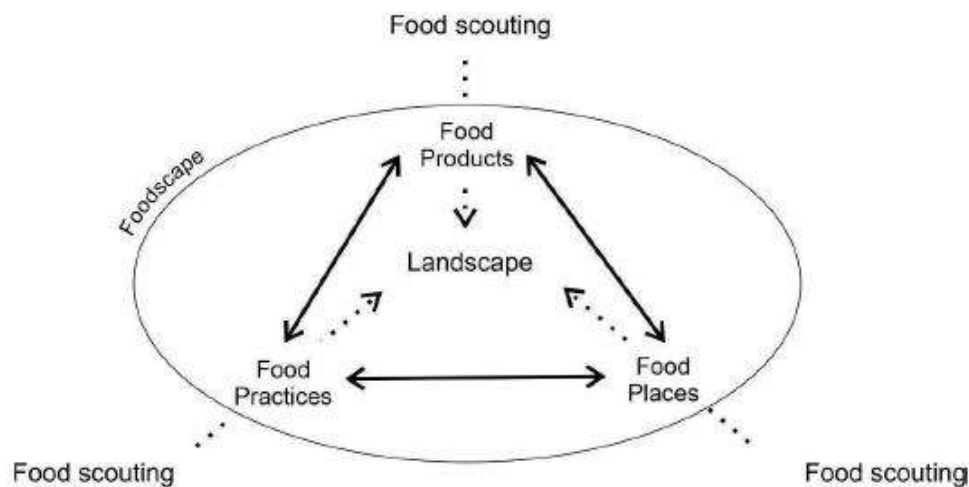 Food scouting
Foodscape
Food
Products
Landscape
Food
Practices
Food
Places
Food scouting
Food scouting